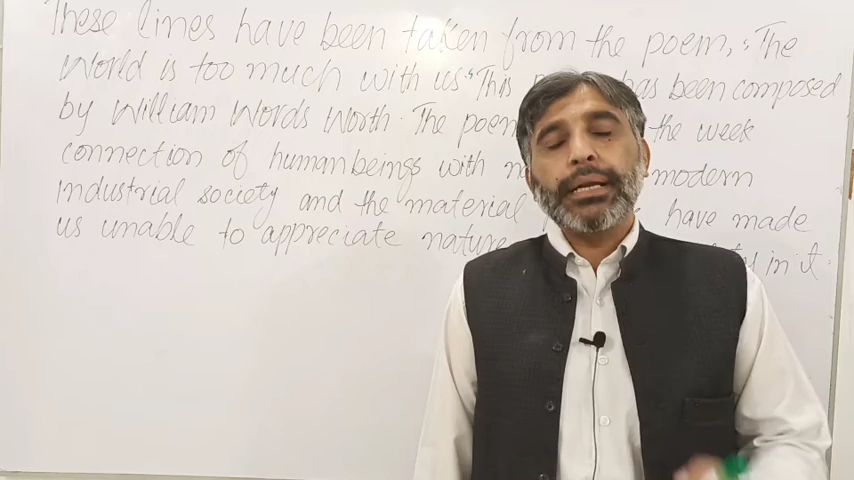 These lines have been taken from the poem, "The
World is too much with us" This has been composed
by William Words Worth. The poem the week
connection of human beings with modern
industrial society and the material have made
us unable to appreciate nature in it.